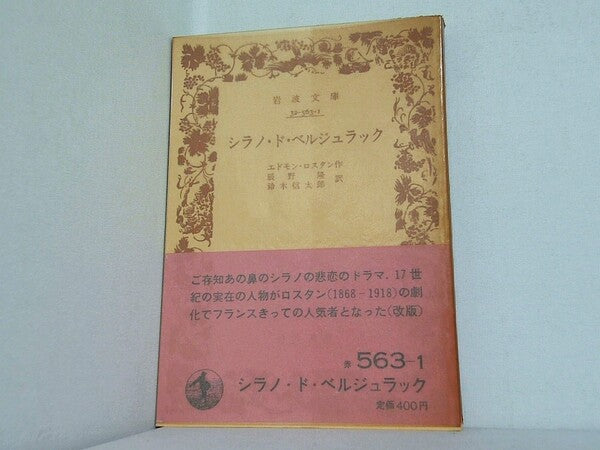 岩波文庫
32-563-1
シラノ・ド・ベルジュラック
エドモン・ロスタン作
辰野隆
鈴木信太郎 訳
ご存知あの鼻のシラノの悲恋のドラマ．17世
紀の実在の人物がロスタン(1868-1918)の劇
化でフランスきっての人気者となった(改版)
赤 563-1
シラノ・ド・ベルジュラック
定価400円